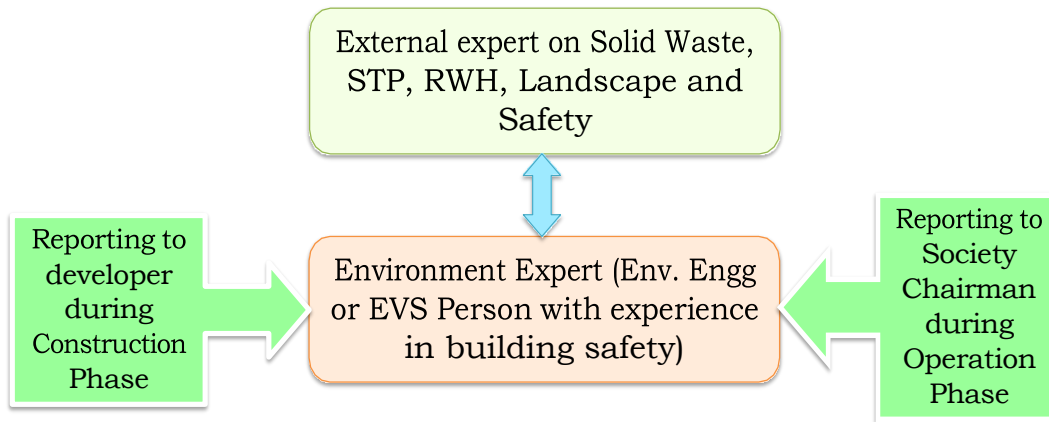 External expert on Solid Waste,
STP, RWH, Landscape and
Safety
Reporting to
developer
during
Construction
Phase
Environment Expert (Env. Engg
or EVS Person with experience
in building safety)
Reporting to
Society
Chairman
during
Operation
Phase